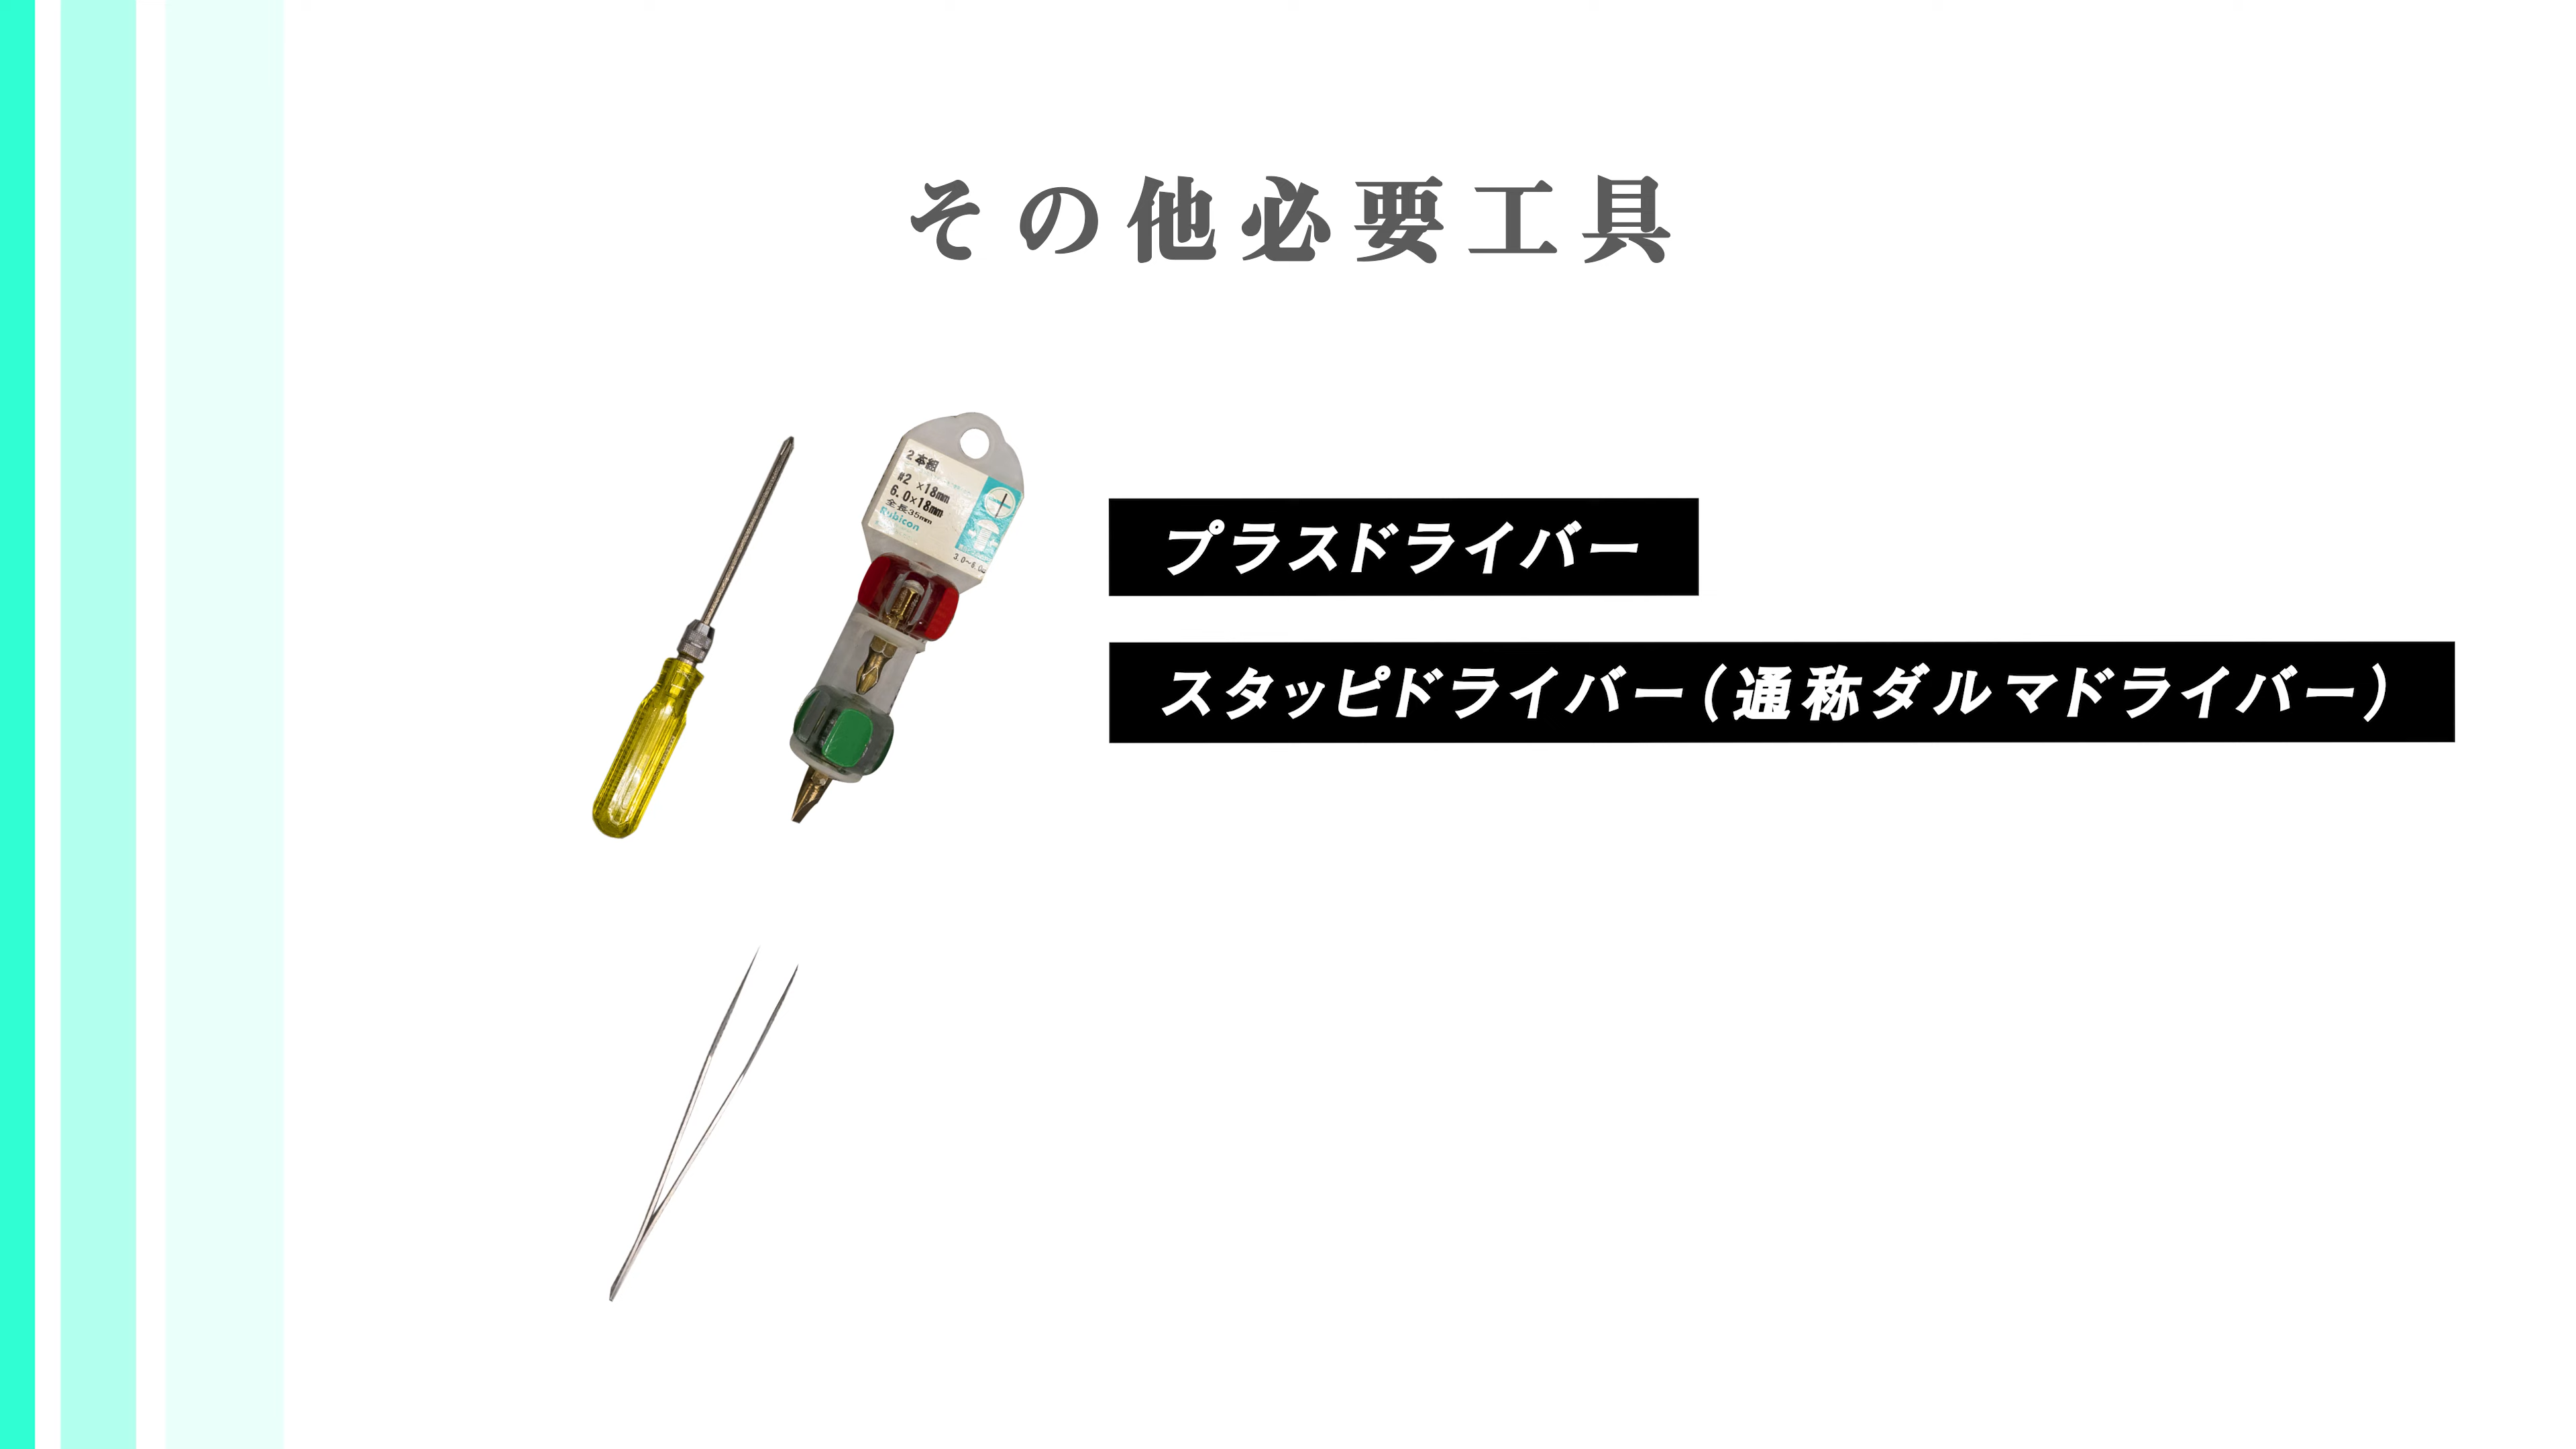 その他必要工具
2本組
#2 ×18mm
6.0×18mm
全長35mm
Rubicon
プラスドライバー
スタッピドライバー（通称ダルマドライバー）